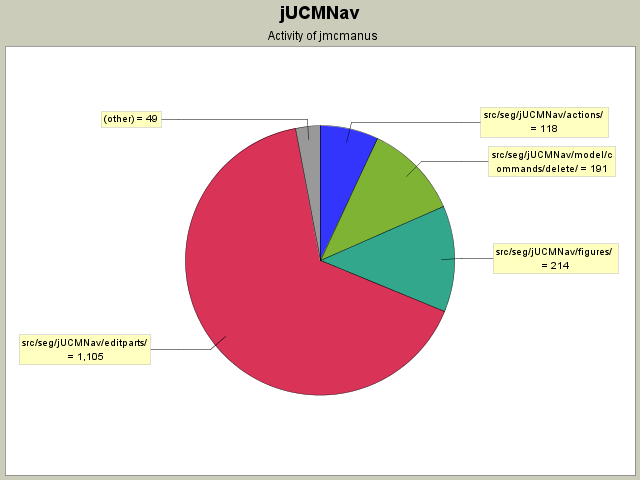 jUCMNav
Activity of jmcmanus
(other) = 49
src/seg/jUCMNav/actions/
= 118
src/seg/jUCMNav/model/c
ommands/delete/ = 191
src/seg/jUCMNav/figures/
= 214
src/seg/jUCMNav/editparts/
= 1,105